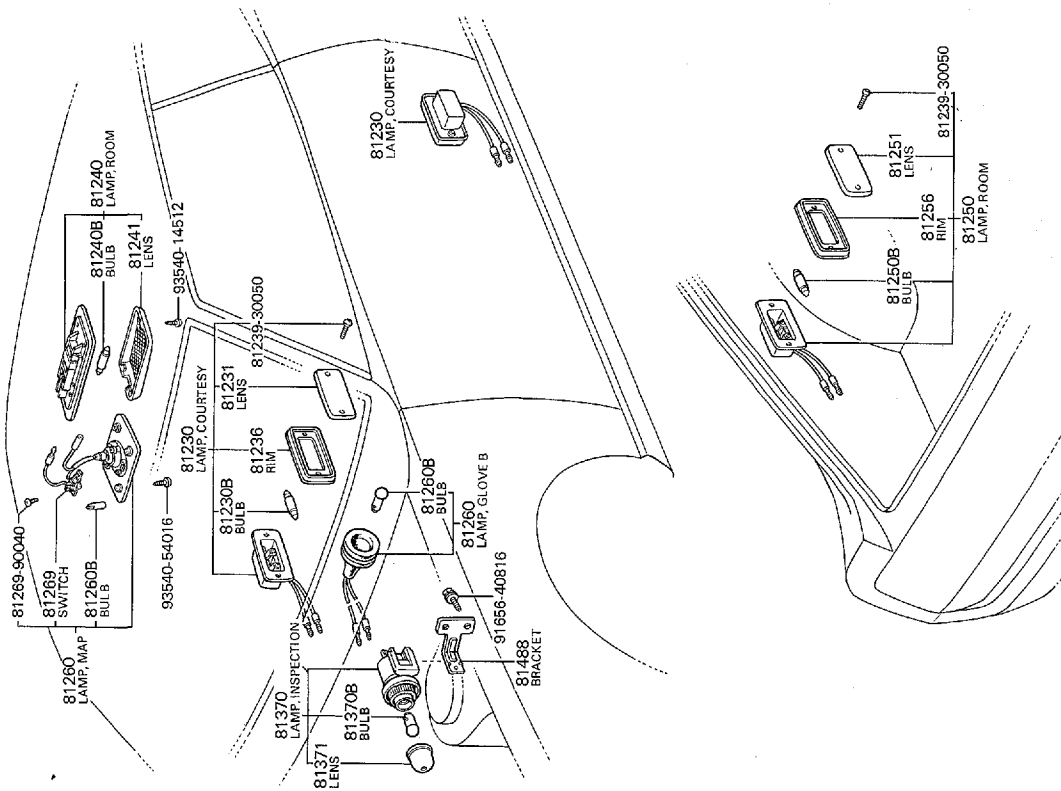 81240
LAMP, ROOM
81240B
BULB
81241
LENS
93540-14512
81269-90040
81269
SWITCH
81260B
BULB
81260
LAMP, MAP
93540-54016
81230
LAMP, COURTESY
81239-30050
81231
LENS
81236
RIM
81230
LAMP, COURTESY
81230B
BULB
81260B
BULB
81260
LAMP, GLOVE B
91656-40816
81488
BRACKET
81370
LAMP, INSPECTION
81370B
BULB
81371
LENS
81239-30050
81251
LENS
81256
RIM
81250
LAMP, ROOM
81250B
BULB